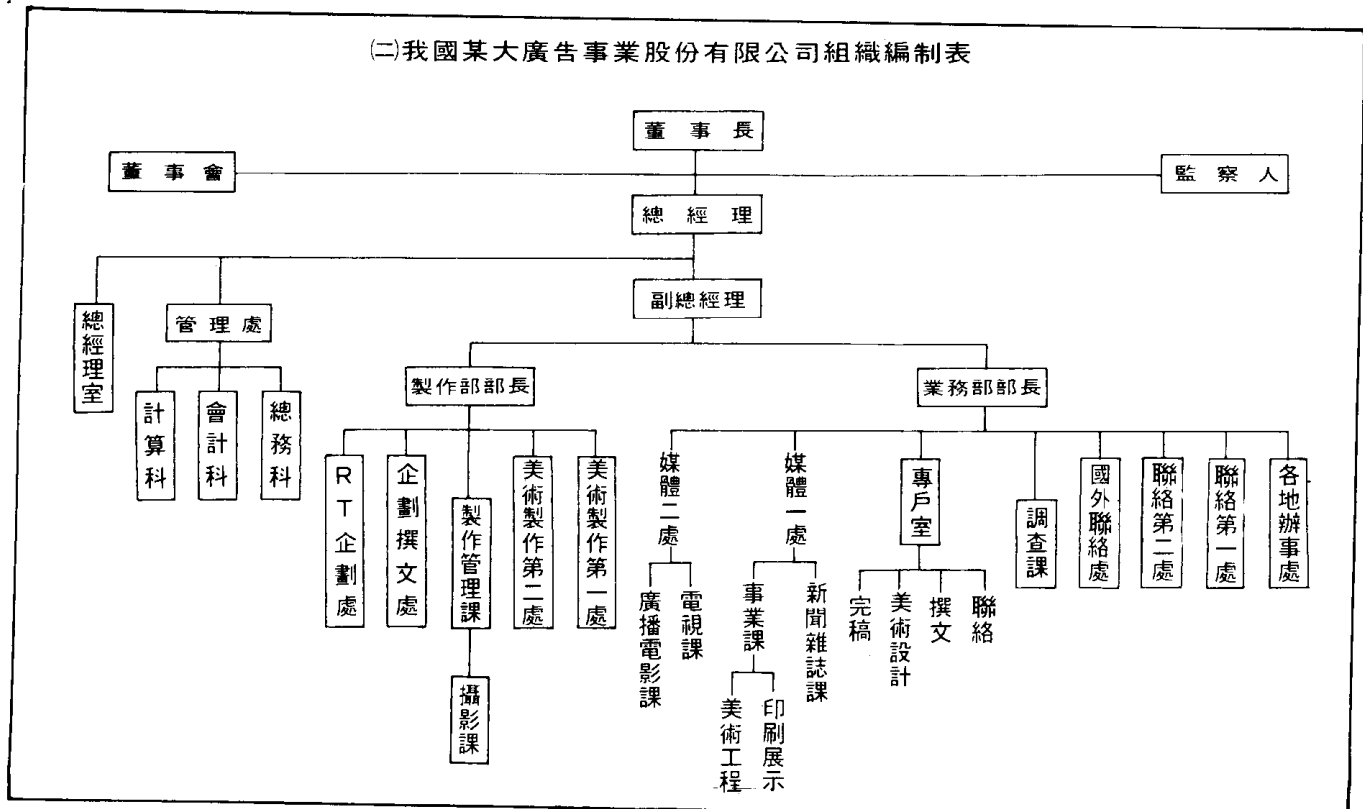 ㈡我國某大廣告事業股份有限公司組織編制表
董事長
董事會
監察人
總經理
副總經理
總經理室
管理處
製作部部長
業務部部長
計算科
會計科
總務科
RT企劃處
企劃撰文處
製作管理課
美術製作第二處
美術製作第一處
媒體二處
媒體一處
專戶室
調查課
國外聯絡處
聯絡第二處
聯絡第一處
各地辦事處
廣播電影課
電視課
事業課
新聞雜誌課
完稿
美術設計
撰文
聯絡
攝影課
美術工程
印刷展示